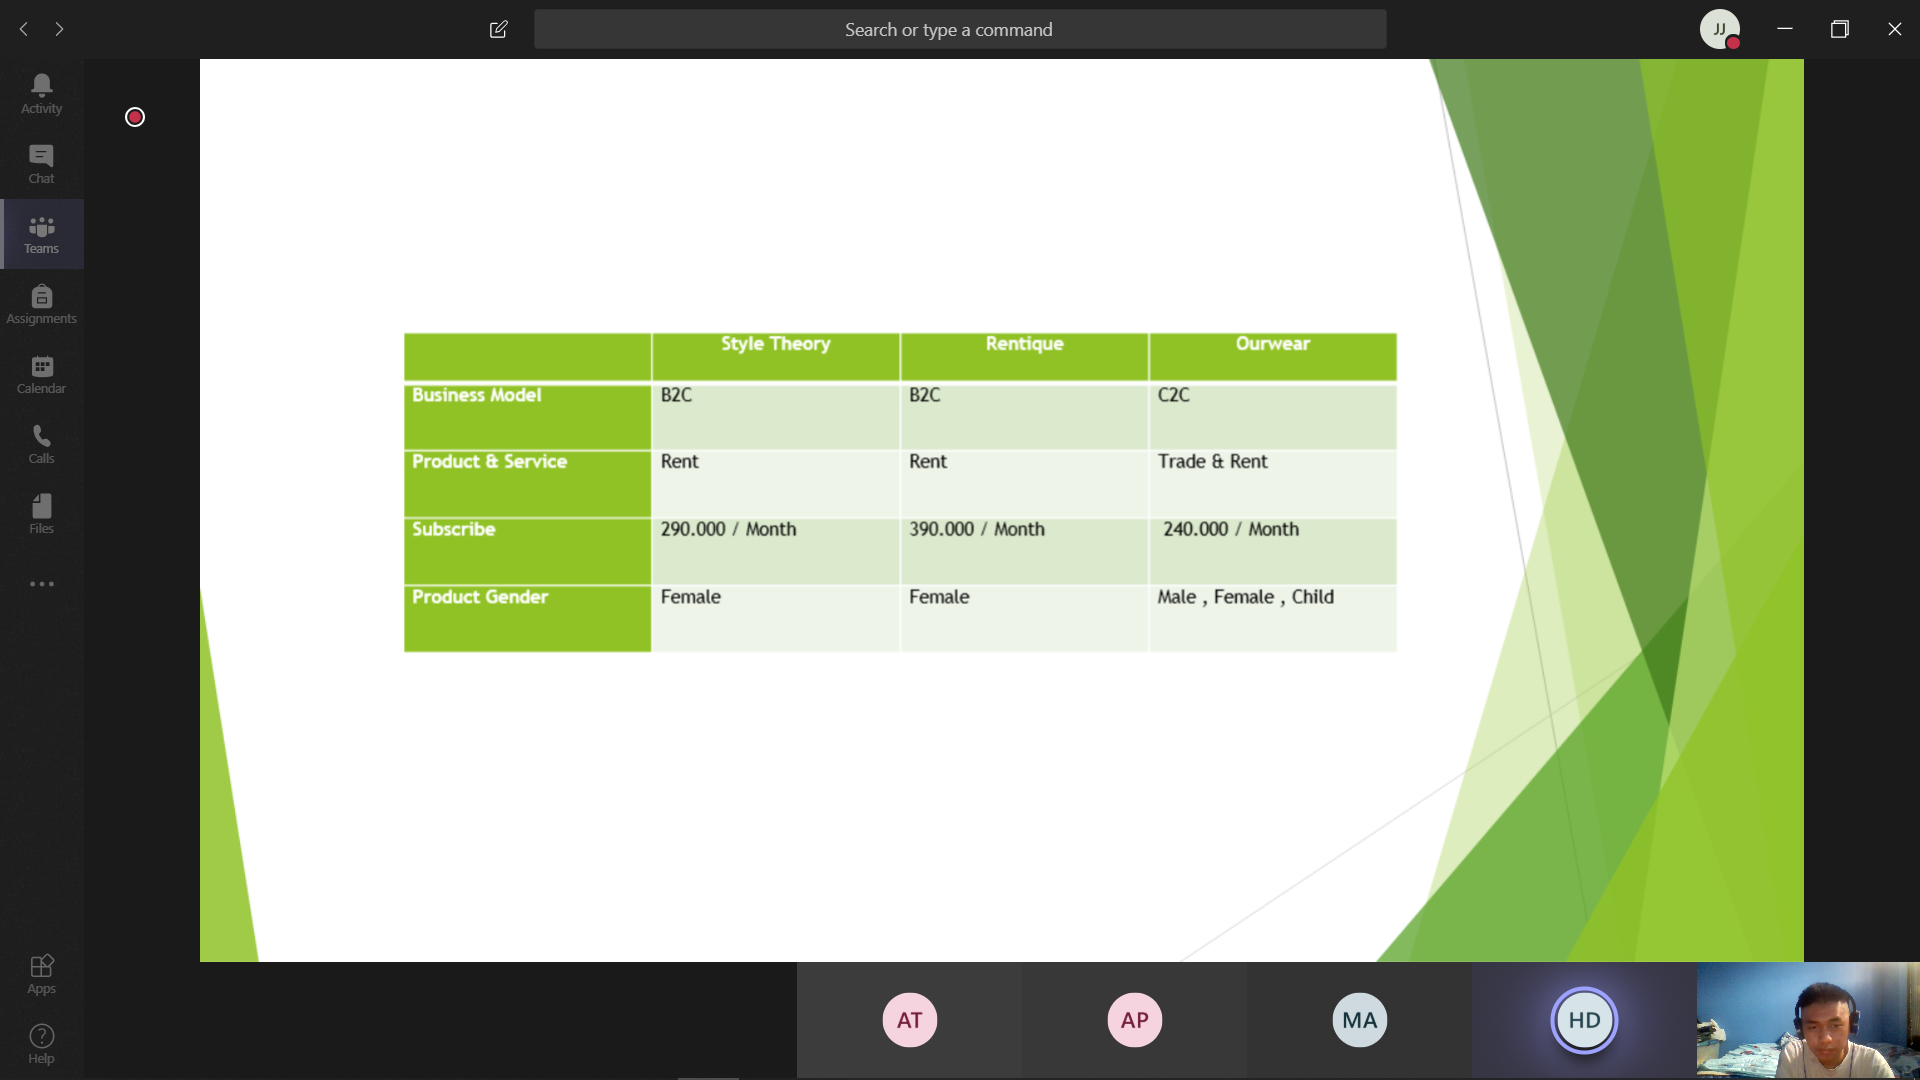 Search or type a command
JJ
Activity
Chat
Teams
Assignments
Calendar
Calls
Files
Apps
Help
Style Theory Rentique Ourwear
Business Model B2C B2C C2C
Product & Service Rent Rent Trade & Rent
Subscribe 290.000 / Month 390.000 / Month 240.000 / Month
Product Gender Female Female Male , Female , Child
AT AP MA HD